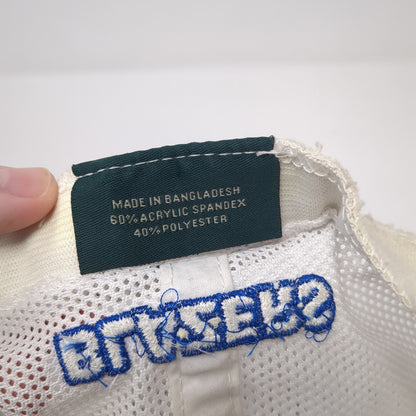 MADE IN BANGLADESH
60% ACRYLIC SPANDEX
40% POLYESTER